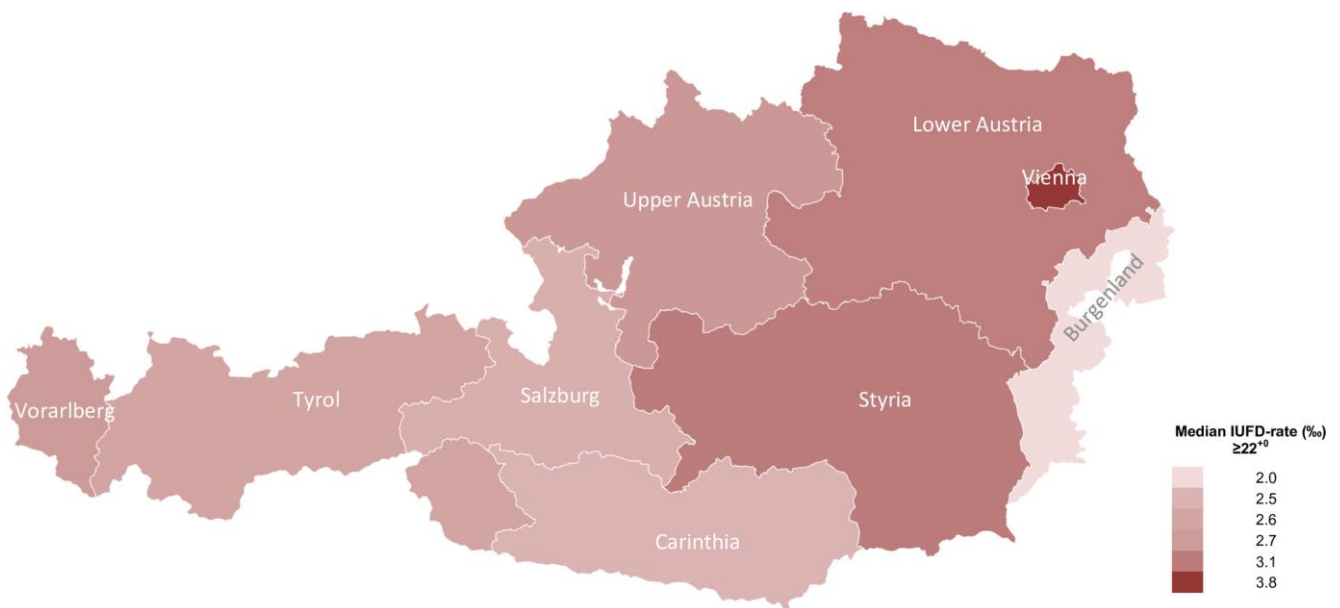 Lower Austria
Vienna
Upper Austria
Burgenland
Vorarlberg
Tyrol
Salzburg
Styria
Carinthia
Median IUFD-rate (‰)
≥22⁺⁰
2.0
2.5
2.6
2.7
3.1
3.8